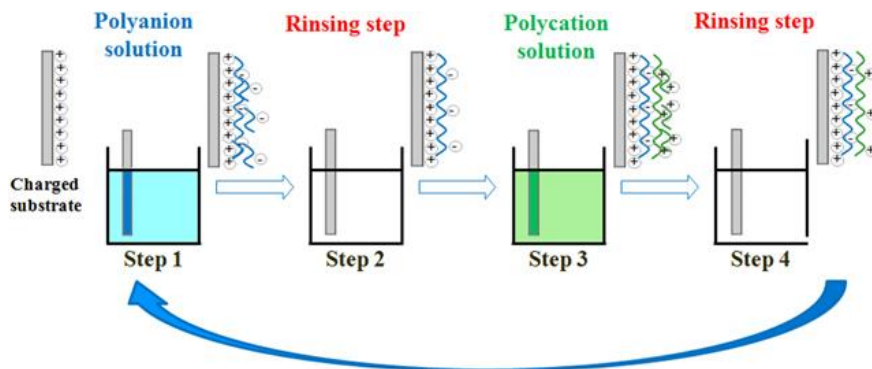 Polyanion
solution
Rinsing step
Polycation
solution
Rinsing step
Charged
substrate
Step 1
Step 2
Step 3
Step 4